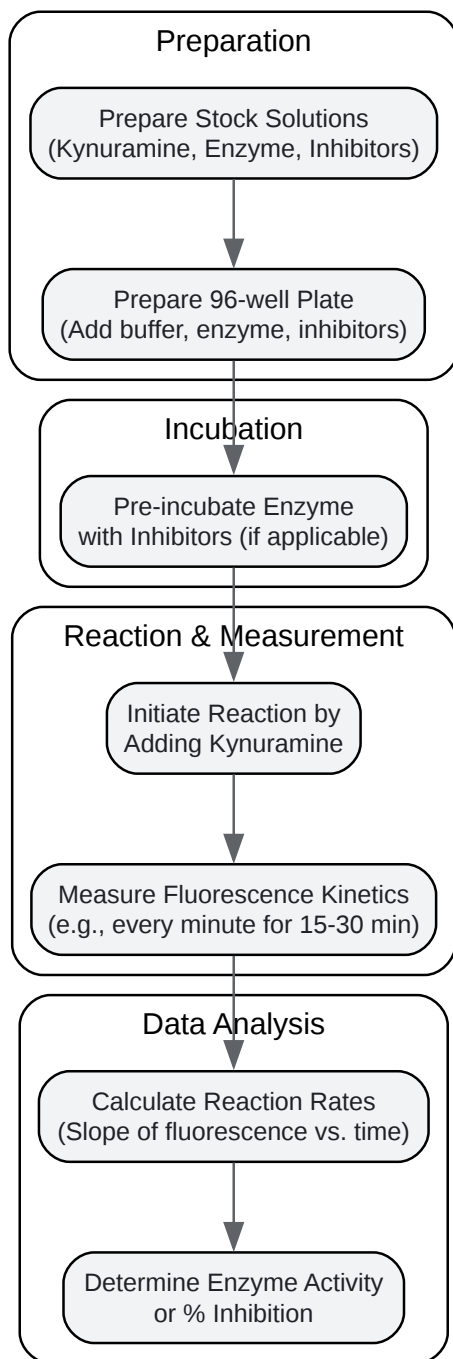 Preparation
Prepare Stock Solutions
(Kynuramine, Enzyme, Inhibitors)
Prepare 96-well Plate
(Add buffer, enzyme, inhibitors)
Incubation
Pre-incubate Enzyme
with Inhibitors (if applicable)
Reaction & Measurement
Initiate Reaction by
Adding Kynuramine
Measure Fluorescence Kinetics
(e.g., every minute for 15-30 min)
Data Analysis
Calculate Reaction Rates
(Slope of fluorescence vs. time)
Determine Enzyme Activity
or % Inhibition